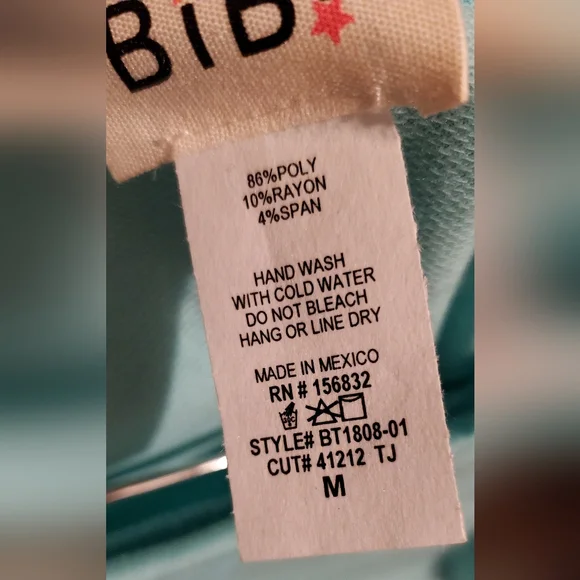 BiB
86%POLY
10%RAYON
4%SPAN
HAND WASH
WITH COLD WATER
DO NOT BLEACH
HANG OR LINE DRY
MADE IN MEXICO
RN # 156832
STYLE# BT1808-01
CUT# 41212 TJ
M